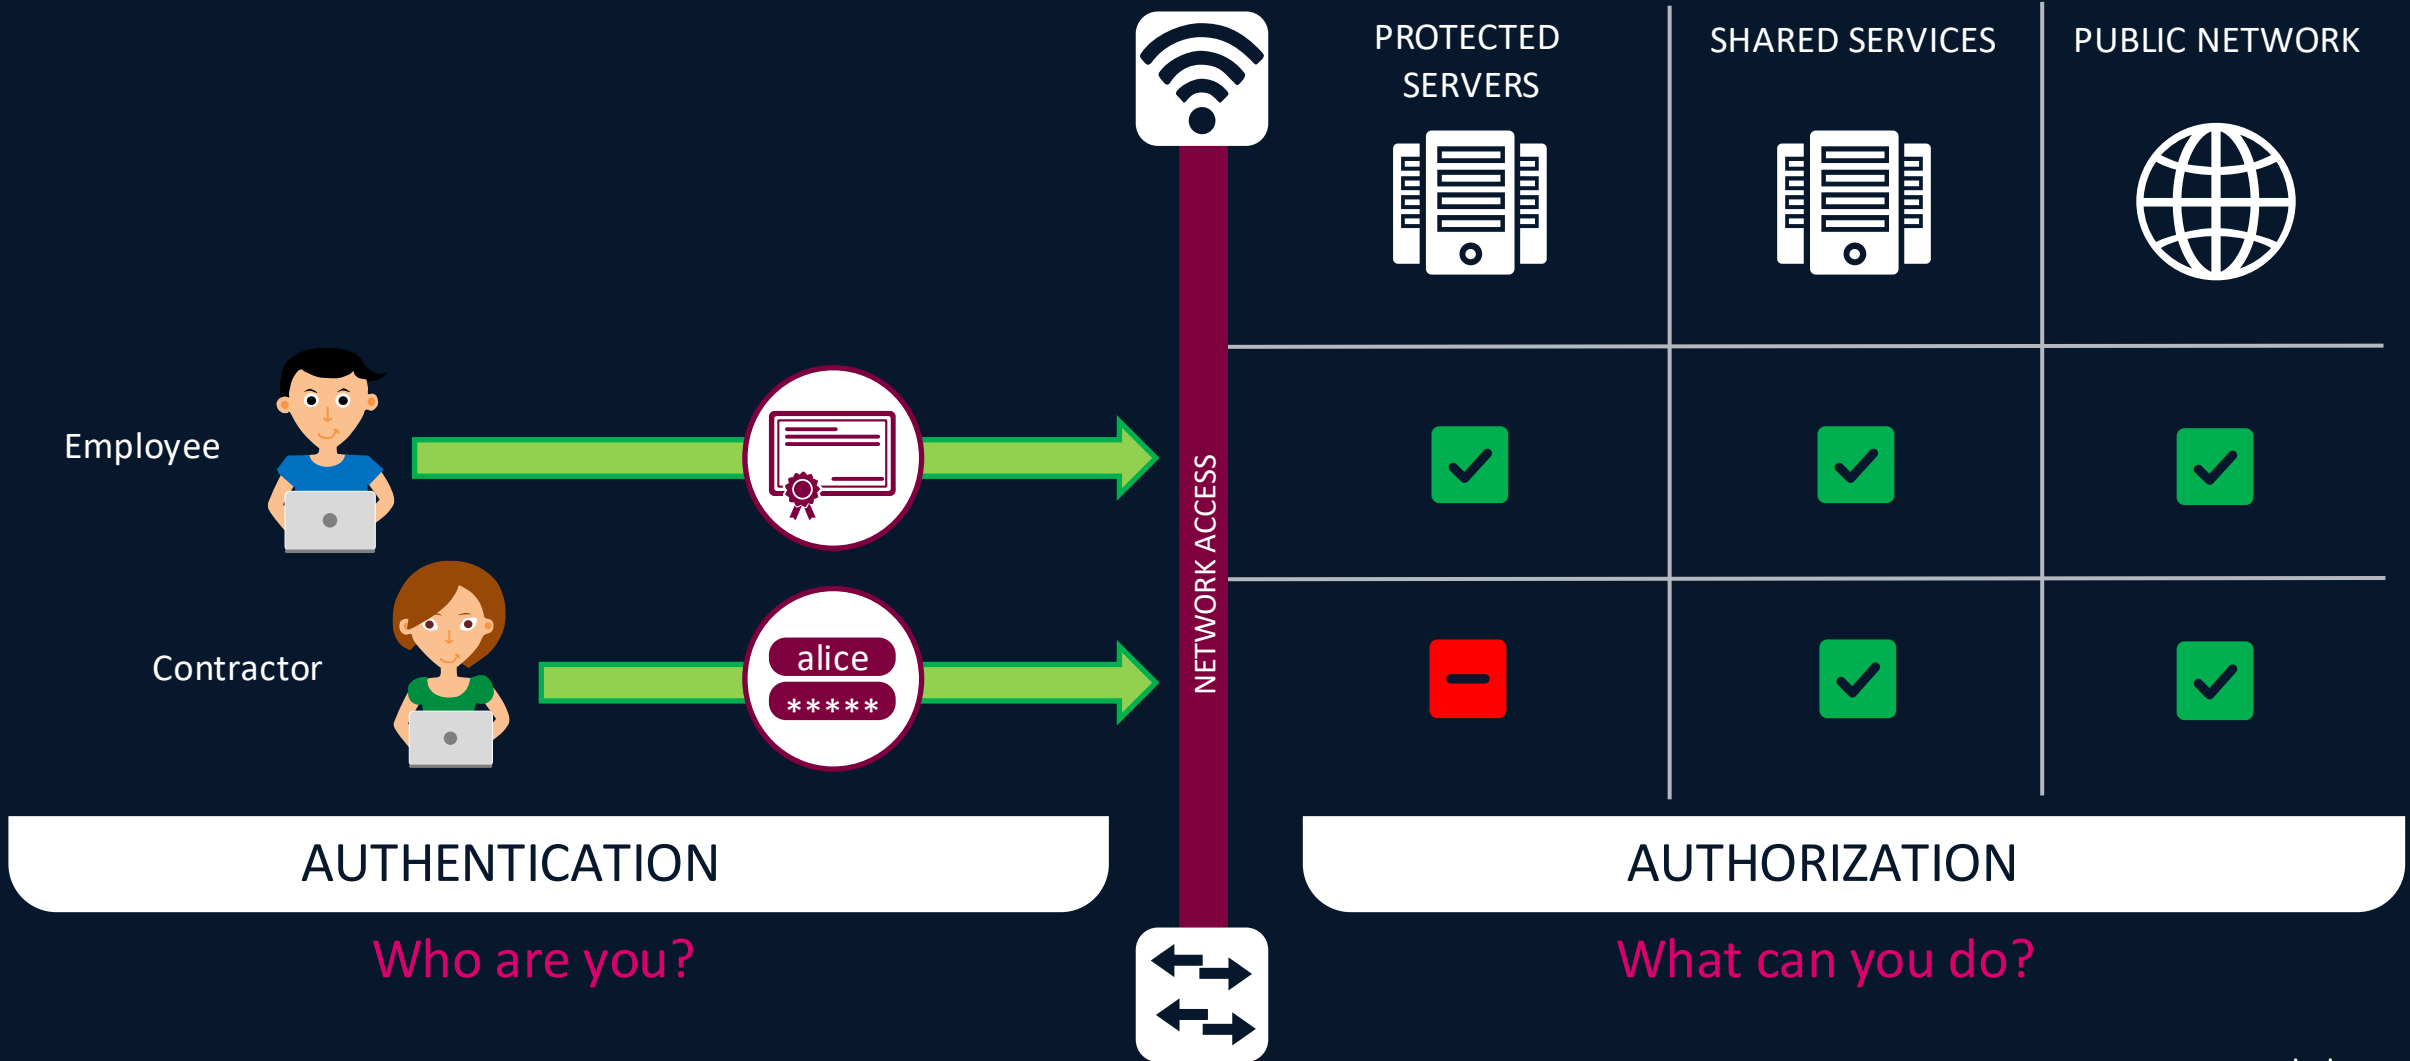 PROTECTED
SERVERS
SHARED SERVICES
PUBLIC NETWORK
Employee
NETWORK ACCESS
Contractor
alice
*****
AUTHENTICATION
AUTHORIZATION
Who are you?
What can you do?